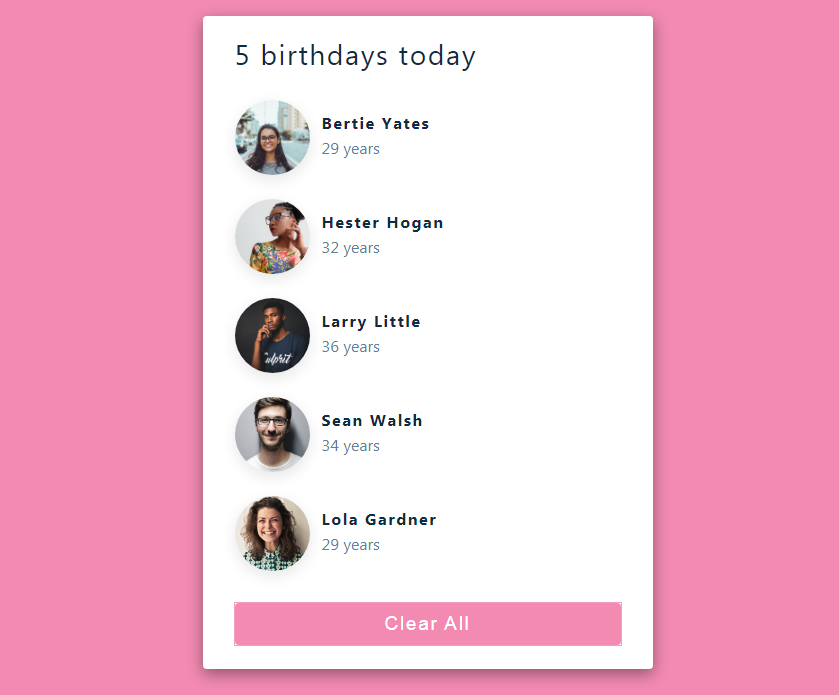 5 birthdays today
Bertie Yates
29 years
Hester Hogan
32 years
Larry Little
36 years
Sean Walsh
34 years
Lola Gardner
29 years
Clear All